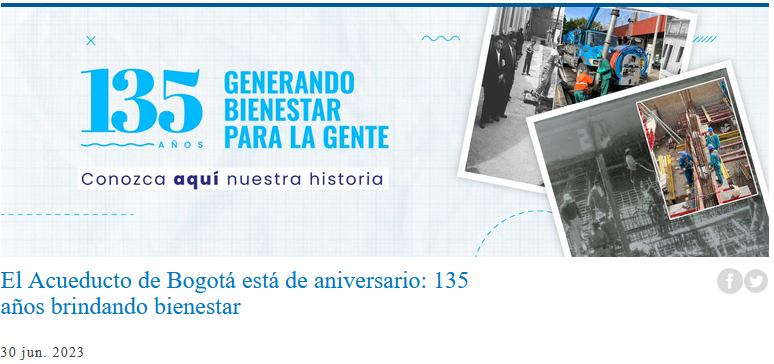 135
AÑOS
GENERANDO
BIENESTAR
PARA LA GENTE
Conozca aquí nuestra historia
El Acueducto de Bogotá está de aniversario: 135
años brindando bienestar
30 jun. 2023